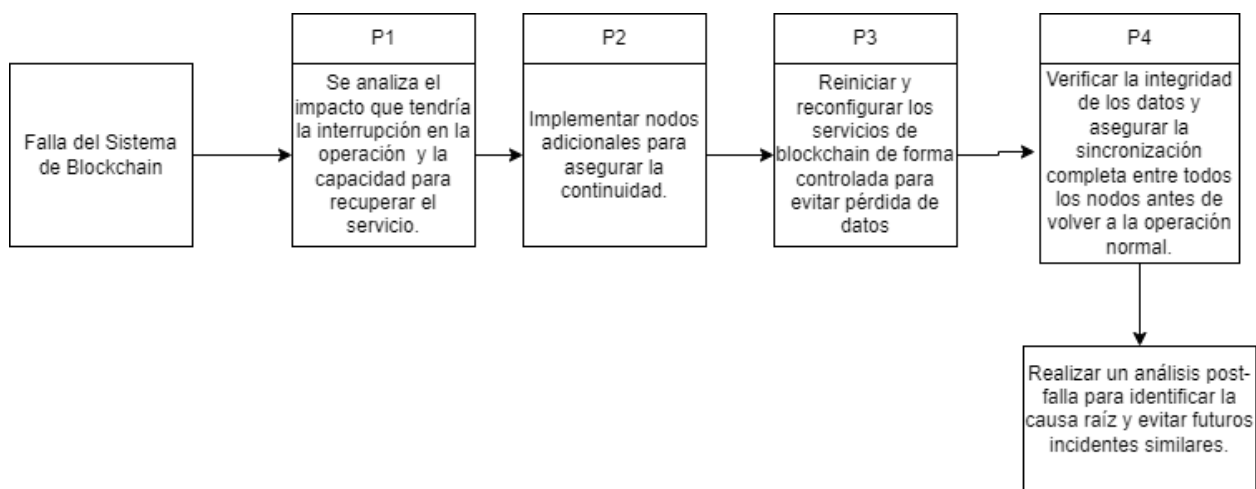 Falla del Sistema
de Blockchain
P1
Se analiza el
impacto que tendría
la interrupción en la
operación y la
capacidad para
recuperar el
servicio.
P2
Implementar nodos
adicionales para
asegurar la
continuidad.
P3
Reiniciar y
reconfigurar los
servicios de
blockchain de forma
controlada para
evitar pérdida de
datos
P4
Verificar la integridad
de los datos y
asegurar la
sincronización
completa entre todos
los nodos antes de
volver a la operación
normal.
Realizar un análisis post-
falla para identificar la
causa raíz y evitar futuros
incidentes similares.